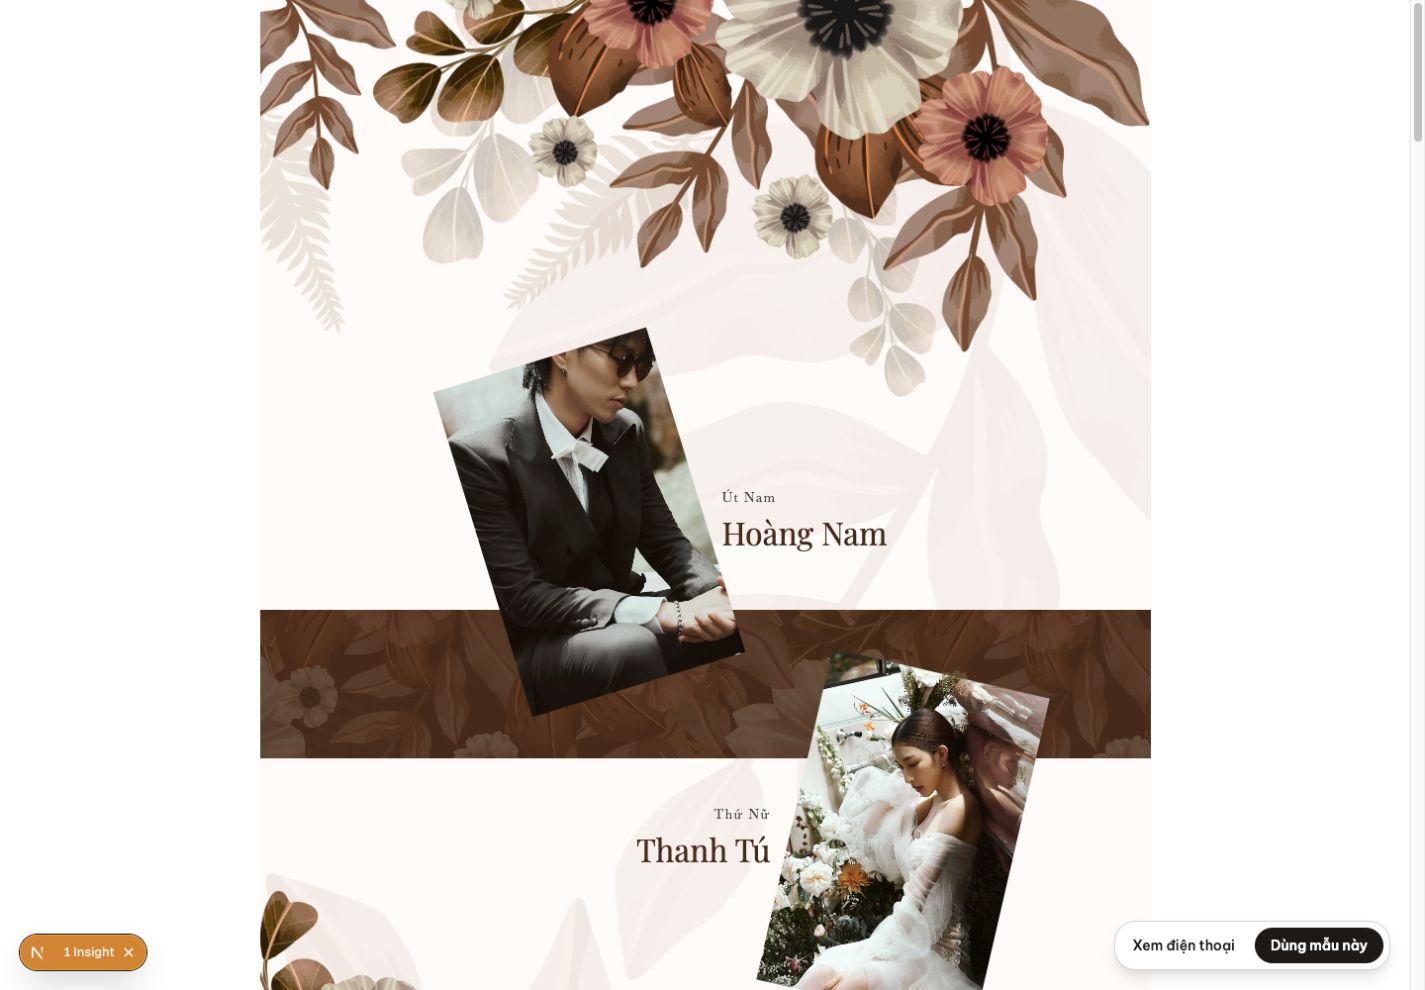 Út Nam
Hoàng Nam
Thứ Nữ
Thanh Tú
N
1 Insight ×
Xem điện thoại
Dùng mẫu này